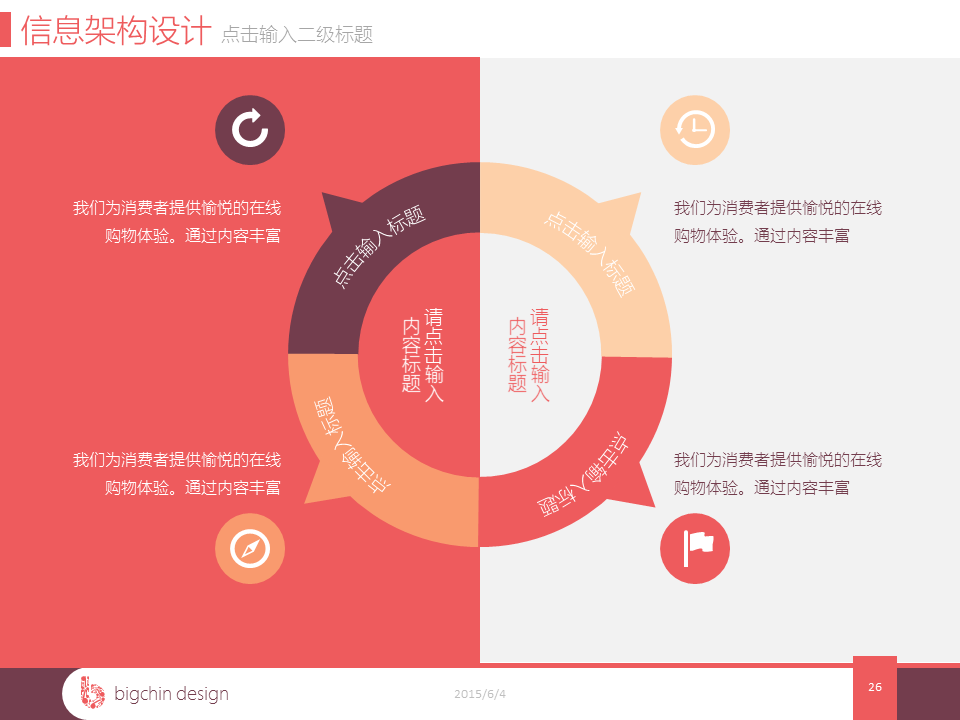 信息架构设计 点击输入二级标题
我们为消费者提供愉悦的在线
购物体验。通过内容丰富
点击输入标题
点击输入标题
我们为消费者提供愉悦的在线
购物体验。通过内容丰富
请点击输入
内容标题
请点击输入
内容标题
我们为消费者提供愉悦的在线
购物体验。通过内容丰富
点击输入标题
点击输入标题
我们为消费者提供愉悦的在线
购物体验。通过内容丰富
bigchin design
2015/6/4
26